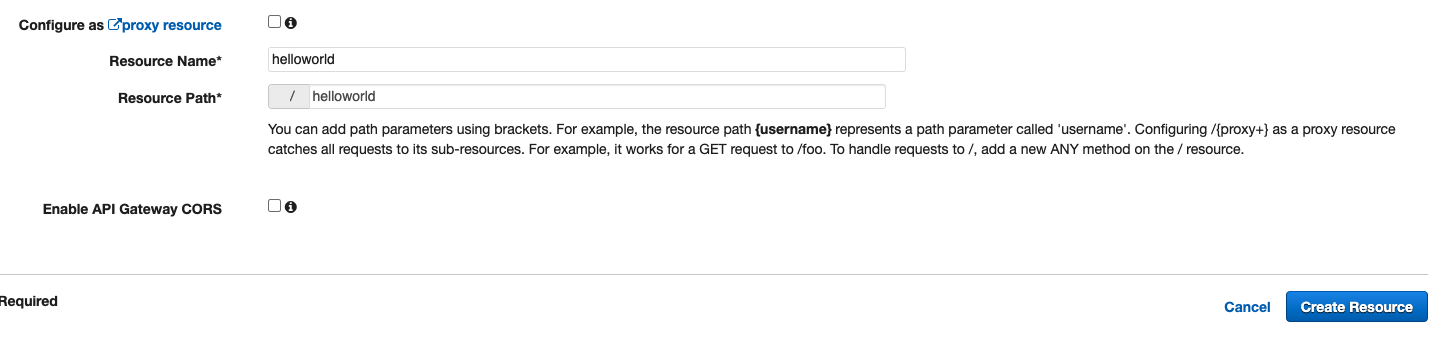 Configure as proxy resource
Resource Name* helloworld
Resource Path* / helloworld
You can add path parameters using brackets. For example, the resource path {username} represents a path parameter called 'username'. Configuring /{proxy+} as a proxy resource
catches all requests to its sub-resources. For example, it works for a GET request to /foo. To handle requests to /, add a new ANY method on the / resource.
Enable API Gateway CORS
Required
Cancel Create Resource